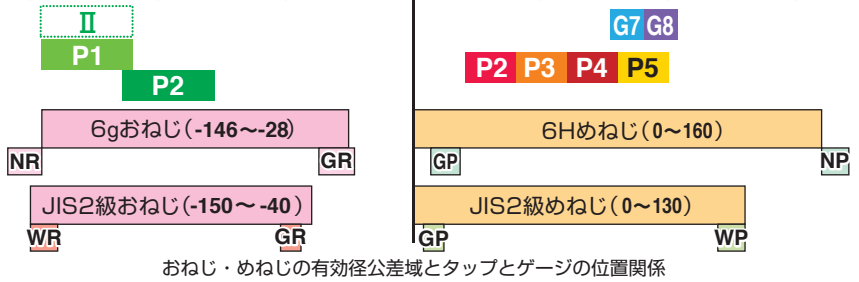 Ⅱ
G7 G8
P1
P2 P3 P4 P5
P2
6gおねじ(-146～-28)
6Hめねじ(0～160)
NR GR GP NP
JIS2級おねじ(-150～-40)
JIS2級めねじ(0～130)
WR GR GP WP
おねじ・めねじの有効径公差域とタップとゲージの位置関係